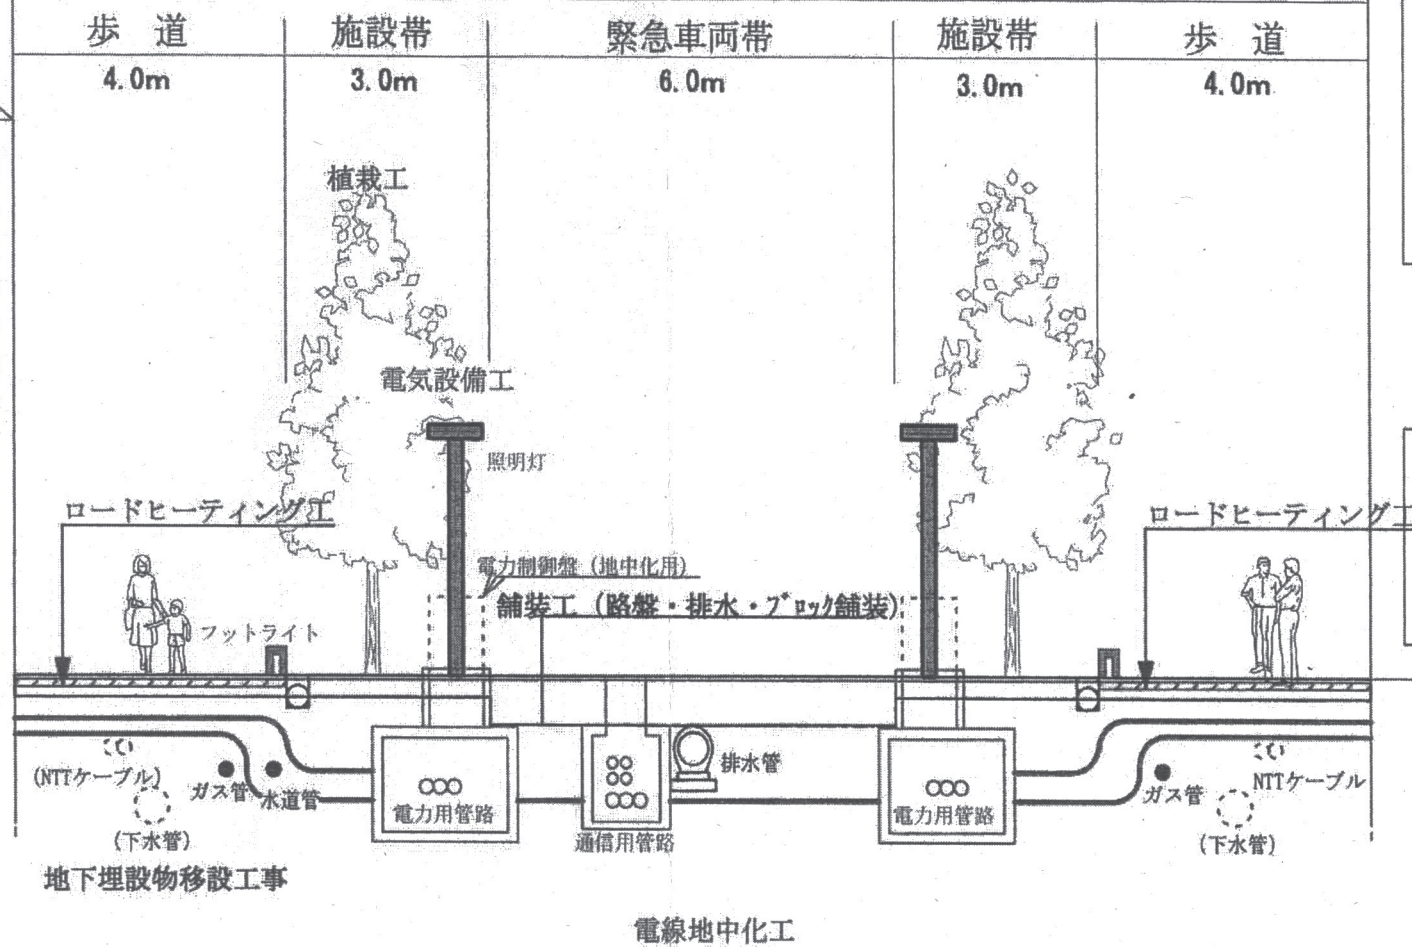 歩 道 施設帯 緊急車両帯 施設帯 歩 道
4.0m 3.0m 6.0m 3.0m 4.0m
植栽工
電気設備工
照明灯
ロードヒーティング工 ロードヒーティング工
電力制御盤（地中化用）
舗装工（路盤・排水・ブロック舗装）
フットライト
排水管
(NTTケーブル) ガス管 水道管 ガス管 NTTケーブル
電力用管路 電力用管路
(下水管) 通信用管路 (下水管)
地下埋設物移設工事
電線地中化工